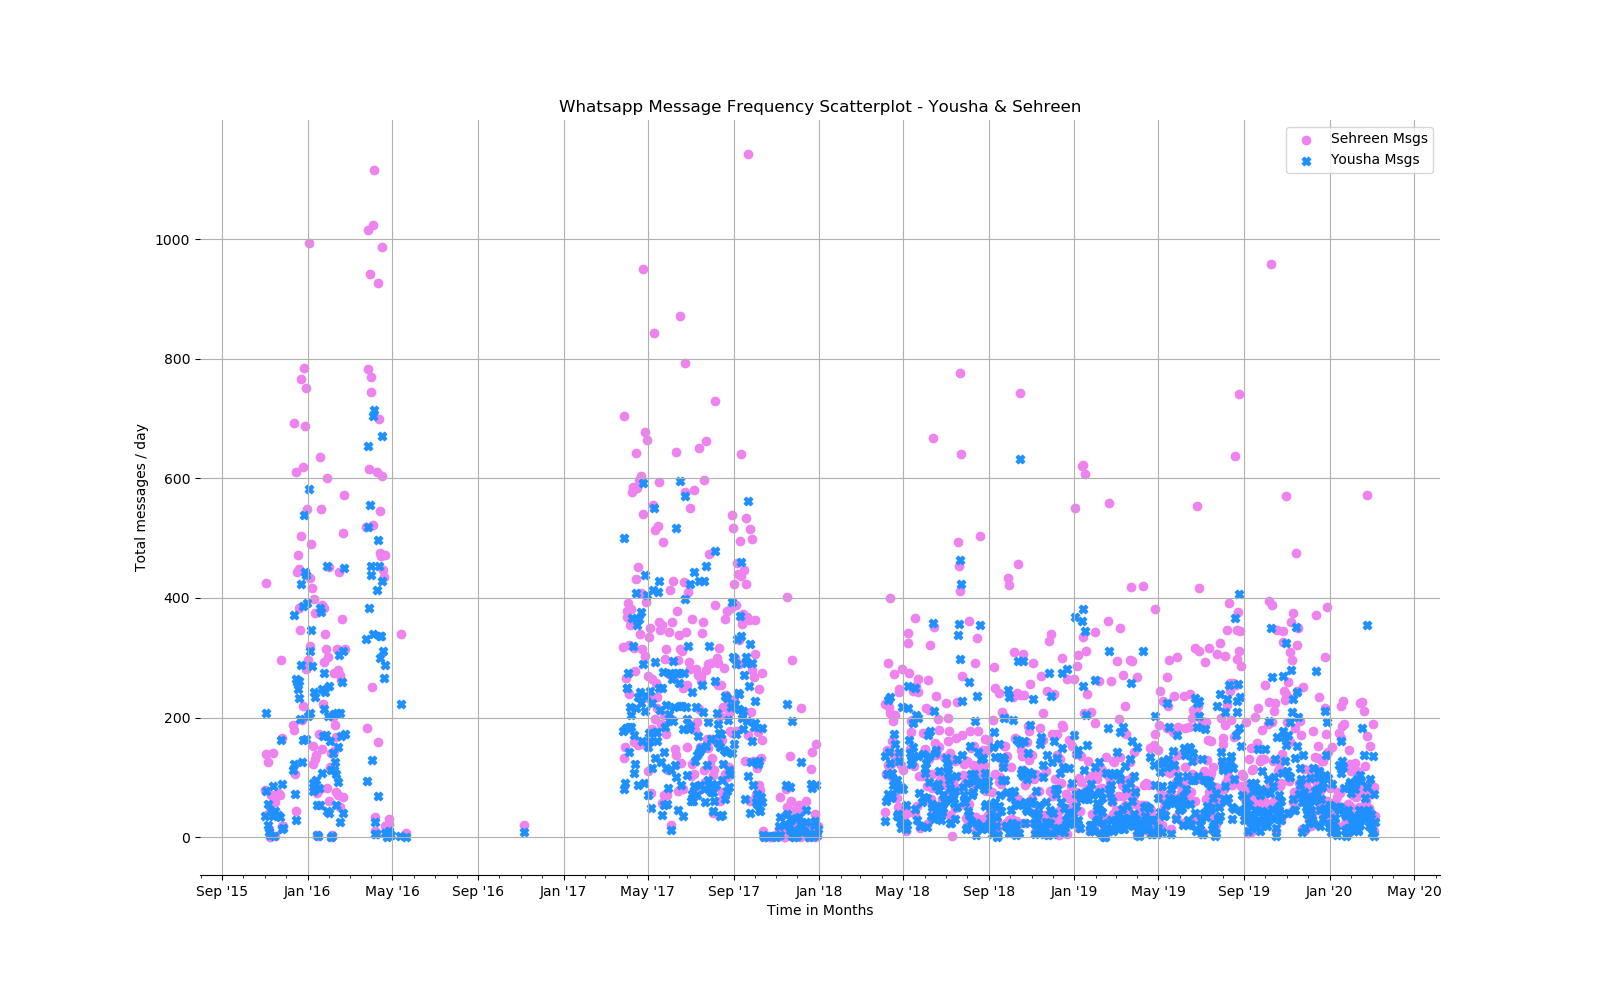 Whatsapp Message Frequency Scatterplot - Yousha & Sehreen
Sehreen Msgs
Yousha Msgs
Total messages / day
1000
800
600
400
200
0
Sep '15 Jan '16 May '16 Sep '16 Jan '17 May '17 Sep '17 Jan '18 May '18 Sep '18 Jan '19 May '19 Sep '19 Jan '20 May '20
Time in Months